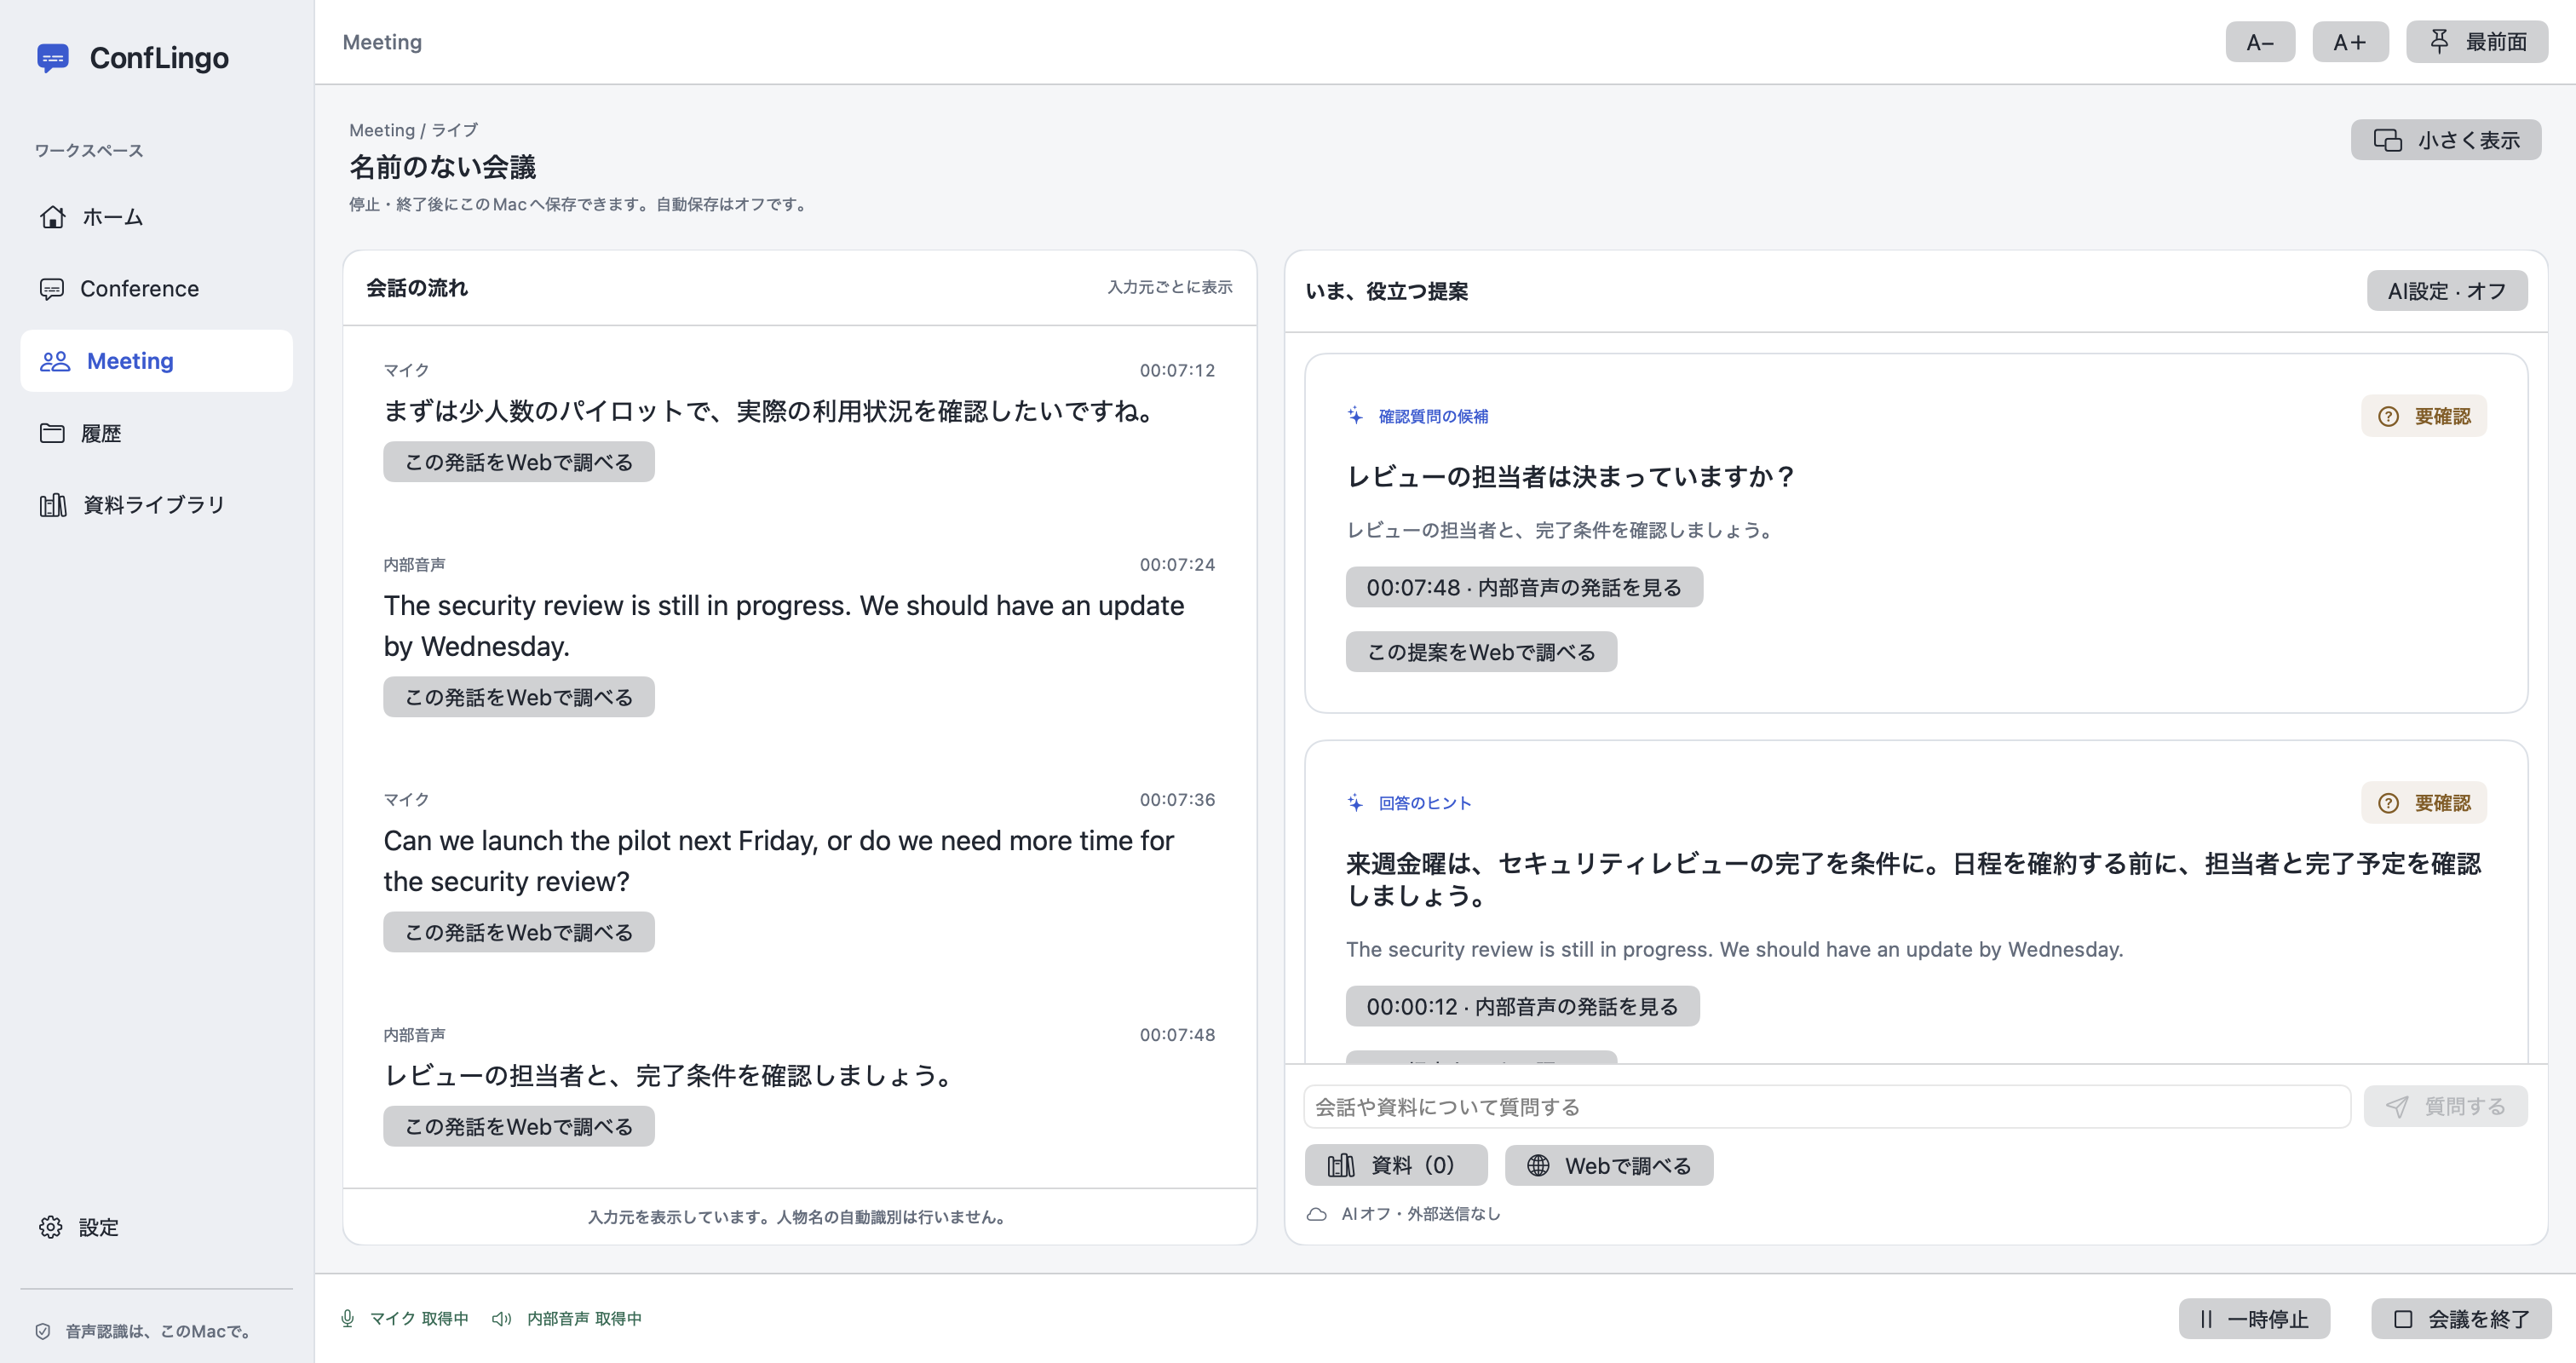 ConfLingo
ワークスペース
ホーム
Conference
Meeting
履歴
資料ライブラリ
設定
音声認識は、このMacで。
Meeting
A−
A+
最前面
Meeting / ライブ
名前のない会議
停止・終了後にこのMacへ保存できます。自動保存はオフです。
小さく表示
会話の流れ
入力元ごとに表示
マイク
00:07:12
まずは少人数のパイロットで、実際の利用状況を確認したいですね。
この発話をWebで調べる
内部音声
00:07:24
The security review is still in progress. We should have an update
by Wednesday.
この発話をWebで調べる
マイク
00:07:36
Can we launch the pilot next Friday, or do we need more time for
the security review?
この発話をWebで調べる
内部音声
00:07:48
レビューの担当者と、完了条件を確認しましょう。
この発話をWebで調べる
入力元を表示しています。人物名の自動識別は行いません。
いま、役立つ提案
AI設定 · オフ
確認質問の候補
要確認
レビューの担当者は決まっていますか？
レビューの担当者と、完了条件を確認しましょう。
00:07:48 · 内部音声の発話を見る
この提案をWebで調べる
回答のヒント
要確認
来週金曜は、セキュリティレビューの完了を条件に。日程を確約する前に、担当者と完了予定を確認
しましょう。
The security review is still in progress. We should have an update by Wednesday.
00:00:12 · 内部音声の発話を見る
会話や資料について質問する
質問する
資料（0）
Webで調べる
AIオフ・外部送信なし
マイク 取得中
内部音声 取得中
一時停止
会議を終了